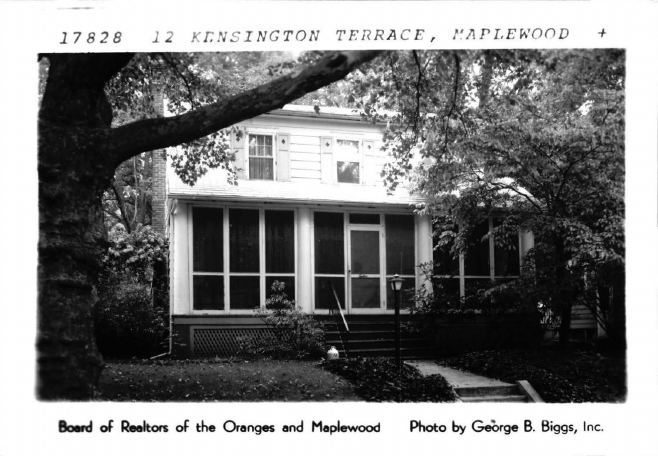 17828 12 KENSINGTON TERRACE, MAPLEWOOD +
Board of Realtors of the Oranges and Maplewood Photo by George B. Biggs, Inc.